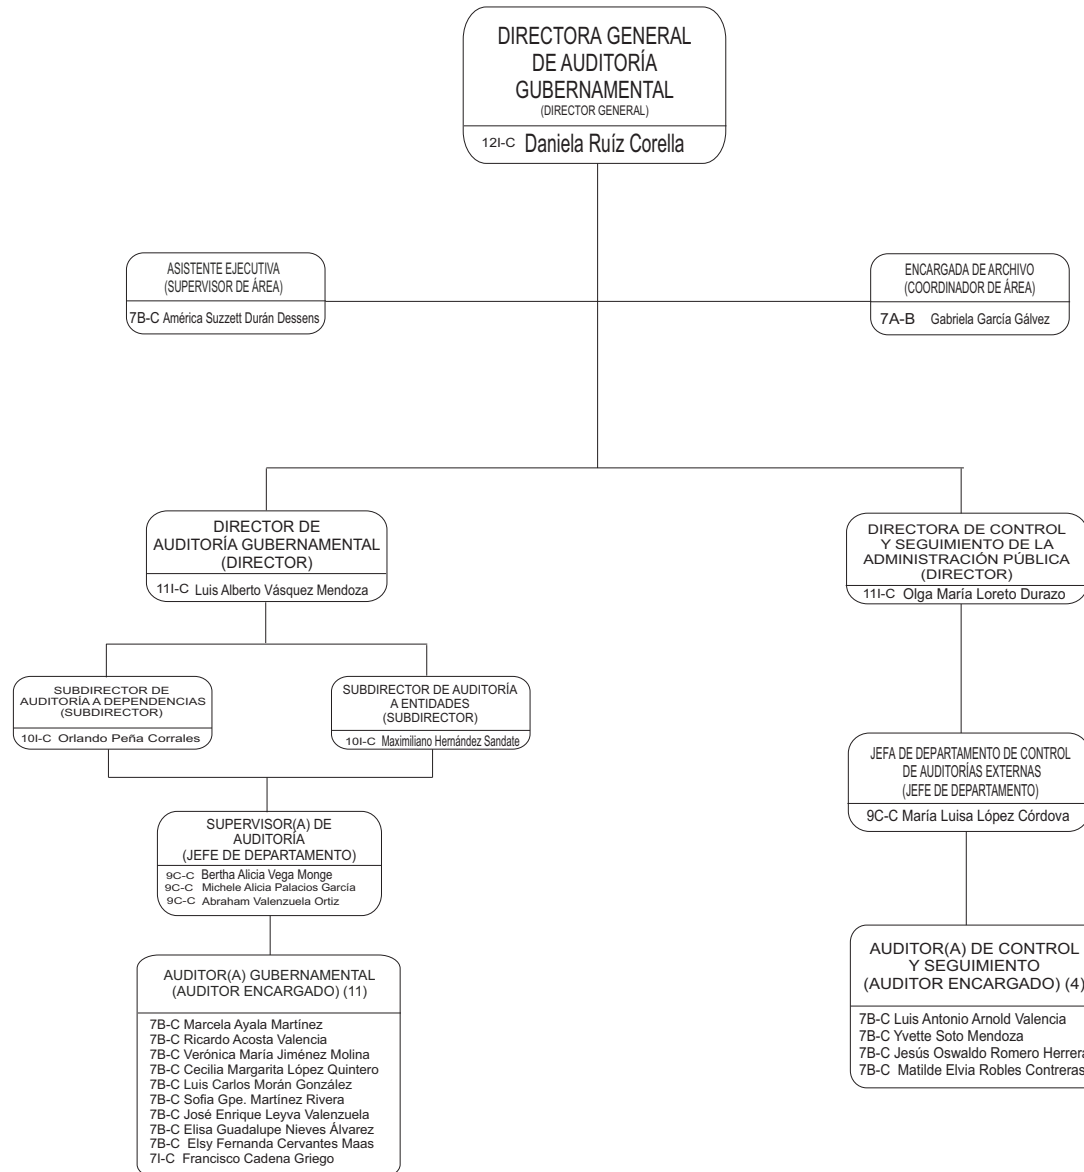 DIRECTORA GENERAL
DE AUDITORÍA
GUBERNAMENTAL
(DIRECTOR GENERAL)
12I-C Daniela Ruíz Corella
ASISTENTE EJECUTIVA
(SUPERVISOR DE ÁREA)
7B-C América Suzzett Durán Dessens
ENCARGADA DE ARCHIVO
(COORDINADOR DE ÁREA)
7A-B Gabriela García Gálvez
DIRECTOR DE
AUDITORÍA GUBERNAMENTAL
(DIRECTOR)
11I-C Luis Alberto Vásquez Mendoza
DIRECTORA DE CONTROL
Y SEGUIMIENTO DE LA
ADMINISTRACIÓN PÚBLICA
(DIRECTOR)
11I-C Olga María Loreto Durazo
SUBDIRECTOR DE
AUDITORÍA A DEPENDENCIAS
(SUBDIRECTOR)
10I-C Orlando Peña Corrales
SUBDIRECTOR DE AUDITORÍA
A ENTIDADES
(SUBDIRECTOR)
10I-C Maximiliano Hernández Sandate
JEFA DE DEPARTAMENTO DE CONTROL
DE AUDITORÍAS EXTERNAS
(JEFE DE DEPARTAMENTO)
9C-C María Luisa López Córdova
SUPERVISOR(A) DE
AUDITORÍA
(JEFE DE DEPARTAMENTO)
9C-C Bertha Alicia Vega Monge
9C-C Michele Alicia Palacios García
9C-C Abraham Valenzuela Ortiz
AUDITOR(A) GUBERNAMENTAL
(AUDITOR ENCARGADO) (11)
7B-C Marcela Ayala Martínez
7B-C Ricardo Acosta Valencia
7B-C Verónica María Jiménez Molina
7B-C Cecilia Margarita López Quintero
7B-C Luis Carlos Morán González
7B-C Sofia Gpe. Martínez Rivera
7B-C José Enrique Leyva Valenzuela
7B-C Elisa Guadalupe Nieves Álvarez
7B-C Elsy Fernanda Cervantes Maas
7I-C Francisco Cadena Griego
AUDITOR(A) DE CONTROL
Y SEGUIMIENTO
(AUDITOR ENCARGADO) (4)
7B-C Luis Antonio Arnold Valencia
7B-C Yvette Soto Mendoza
7B-C Jesús Oswaldo Romero Herrera
7B-C Matilde Elvia Robles Contreras